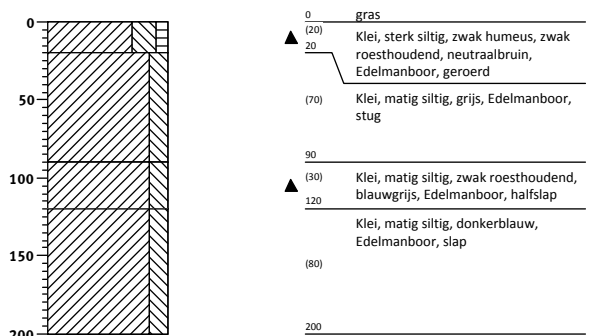 0
50
100
150
200
0
gras
(20)
Klei, sterk siltig, zwak humeus, zwak
20
roesthoudend, neutraalbruin,
Edelmanboor, geroerd
(70)
Klei, matig siltig, grijs, Edelmanboor,
stug
90
(30)
Klei, matig siltig, zwak roesthoudend,
blauwgrijs, Edelmanboor, halfslap
120
Klei, matig siltig, donkerblauw,
Edelmanboor, slap
(80)
200